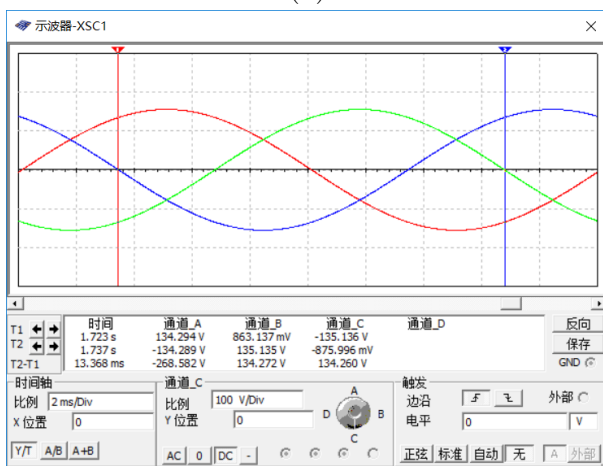 示波器-XSC1
1
2
时间 通道_A 通道_B 通道_C 通道_D
T1 1.723 s 134.294 V 863.137 mV -135.136 V
T2 1.737 s -134.289 V 135.135 V -875.996 mV
T2-T1 13.368 ms -268.582 V 134.272 V 134.260 V
反向
保存
GND
时间轴
比例 2 ms/Div
X 位置 0
Y/T A/B A+B
通道_C
比例 100 V/Div
Y 位置 0
AC 0 DC -
A
D B
C
触发
边沿 外部
电平 0 V
正弦 标准 自动 无 A 外部